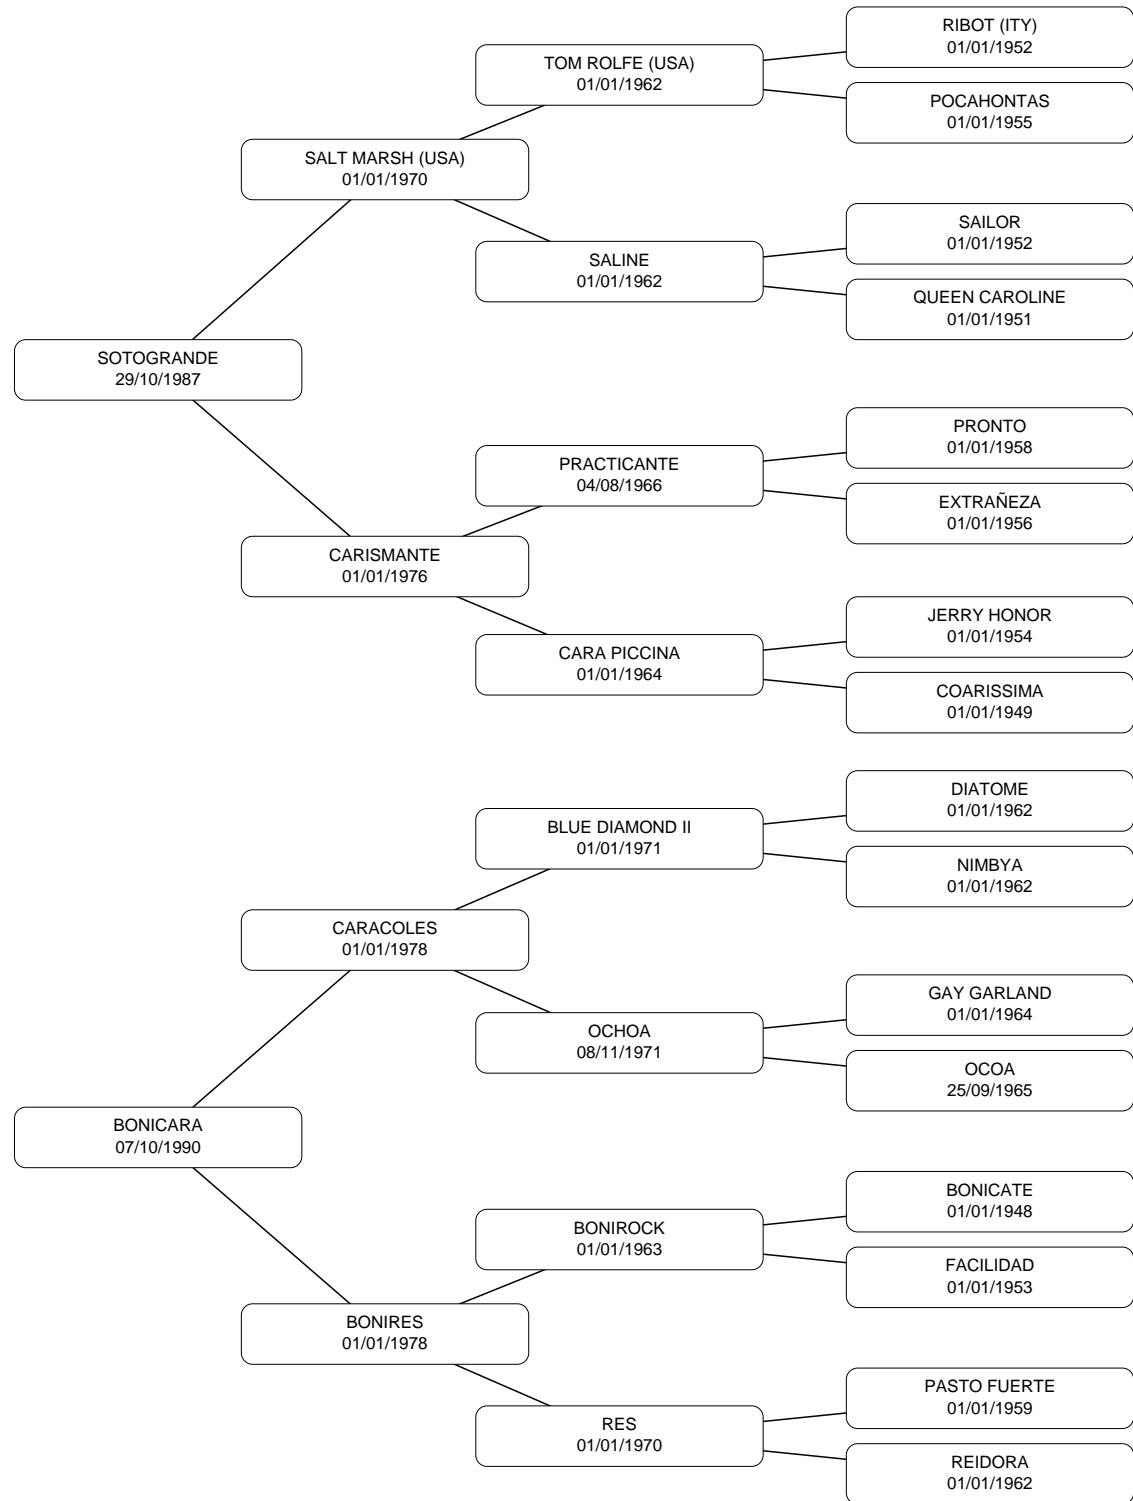 RIBOT (ITY)
01/01/1952
TOM ROLFE (USA)
01/01/1962
POCAHONTAS
01/01/1955
SALT MARSH (USA)
01/01/1970
SAILOR
01/01/1952
SALINE
01/01/1962
QUEEN CAROLINE
01/01/1951
SOTOGRANDE
29/10/1987
PRONTO
01/01/1958
PRACTICANTE
04/08/1966
EXTRAÑEZA
01/01/1956
CARISMANTE
01/01/1976
JERRY HONOR
01/01/1954
CARA PICCINA
01/01/1964
COARISSIMA
01/01/1949
DIATOME
01/01/1962
BLUE DIAMOND II
01/01/1971
NIMBYA
01/01/1962
CARACOLES
01/01/1978
GAY GARLAND
01/01/1964
OCHOA
08/11/1971
OCOA
25/09/1965
BONICARA
07/10/1990
BONICATE
01/01/1948
BONIROCK
01/01/1963
FACILIDAD
01/01/1953
BONIRES
01/01/1978
PASTO FUERTE
01/01/1959
RES
01/01/1970
REIDORA
01/01/1962